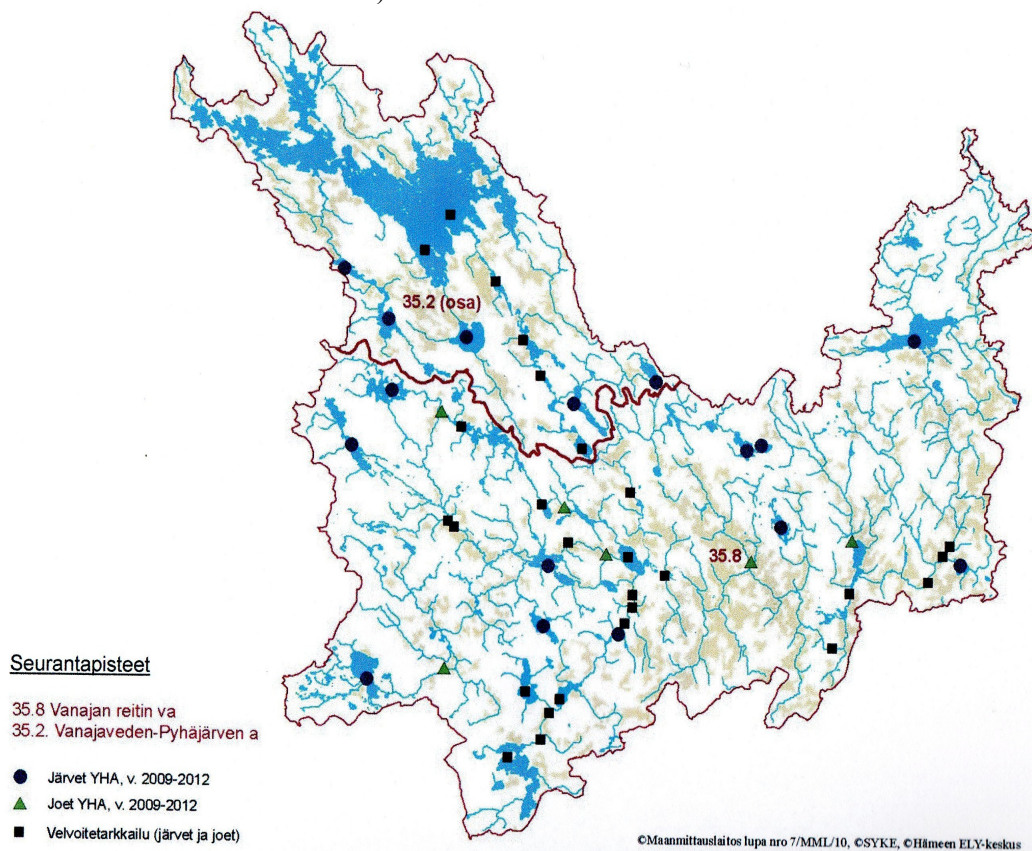 35.2 (osa)
35.8
Seurantapisteet
35.8 Vanajan reitin va
35.2. Vanajaveden-Pyhäjärven a
Järvet YHA, v. 2009-2012
Joet YHA, v. 2009-2012
Velvoitetarkkailu (järvet ja joet)
©Maanmittauslaitos lupa nro 7/MML/10, ©SYKE, ©Hämeen ELY-keskus